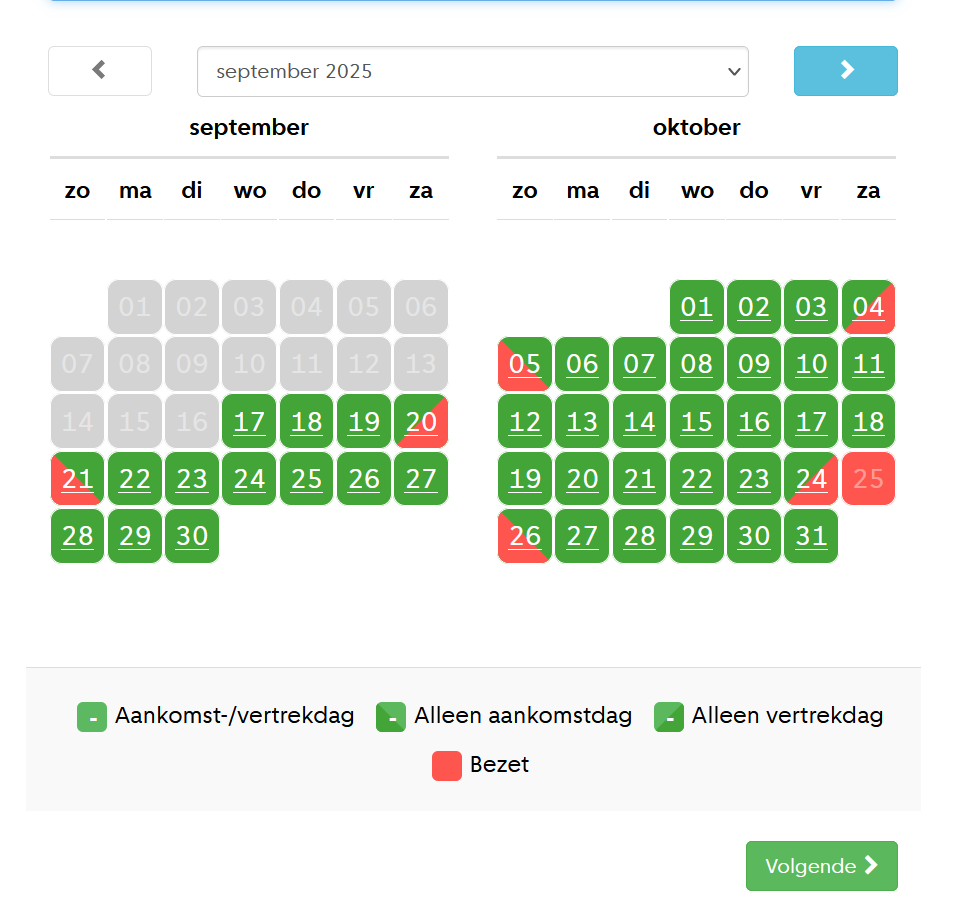 september 2025
september oktober
zo ma di wo do vr za zo ma di wo do vr za
01 02 03 04 05 06 01 02 03 04
07 08 09 10 11 12 13 05 06 07 08 09 10 11
14 15 16 17 18 19 20 12 13 14 15 16 17 18
21 22 23 24 25 26 27 19 20 21 22 23 24 25
28 29 30 26 27 28 29 30 31
- Aankomst-/vertrekdag - Alleen aankomstdag - Alleen vertrekdag
Bezet
Volgende